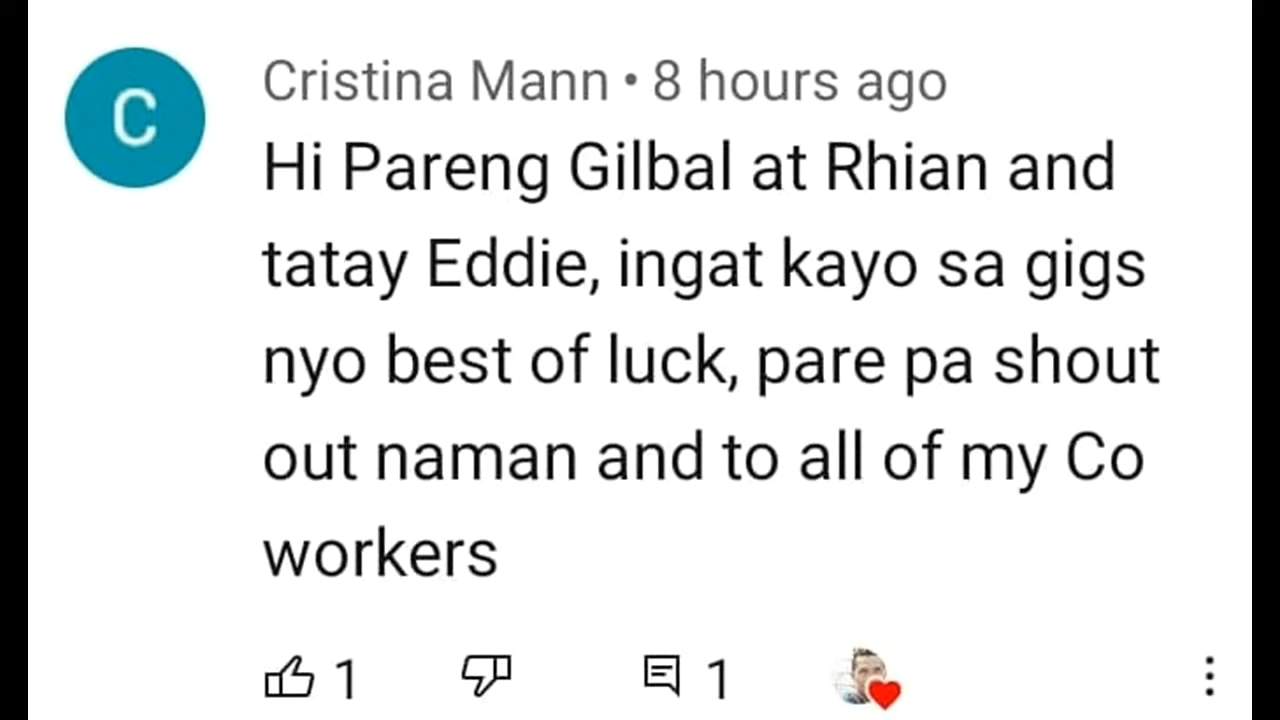 C
Cristina Mann • 8 hours ago
Hi Pareng Gilbal at Rhian and
tatay Eddie, ingat kayo sa gigs
nyo best of luck, pare pa shout
out naman and to all of my Co
workers
1 1